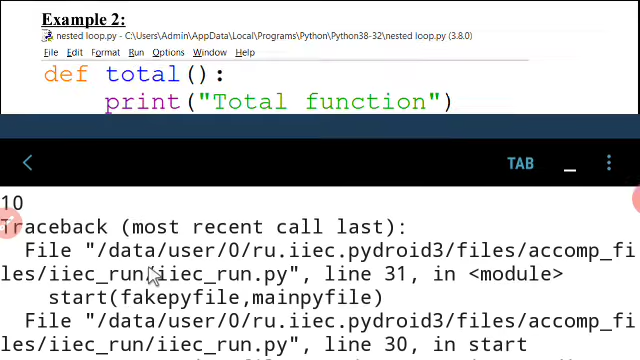 Example 2:
nested loop.py - C:\Users\Admin\AppData\Local\Programs\Python\Python38-32\nested loop.py (3.8.0)
File Edit Format Run Options Window Help
def total():
print("Total function")
TAB _
10
Traceback (most recent call last):
File "/data/user/0/ru.iiec.pydroid3/files/accomp_fi
les/iiec_run/iiec_run.py", line 31, in <module>
start(fakepyfile,mainpyfile)
File "/data/user/0/ru.iiec.pydroid3/files/accomp_fi
les/iiec_run/iiec_run.py", line 30, in start